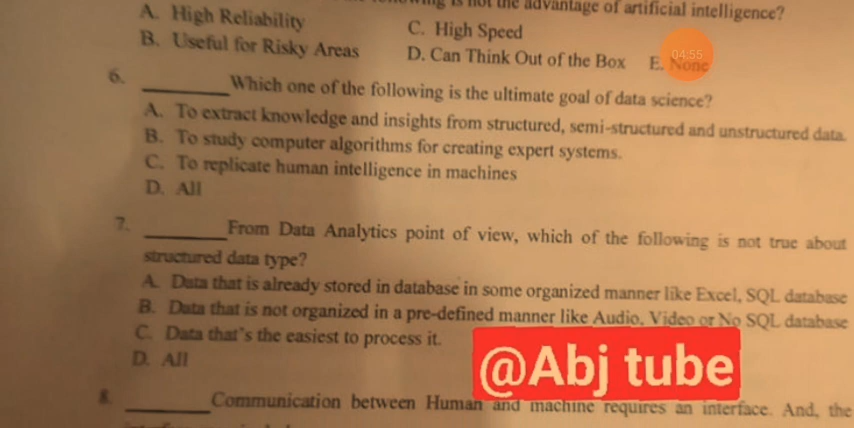 is not the advantage of artificial intelligence?
A. High Reliability C. High Speed
B. Useful for Risky Areas D. Can Think Out of the Box E. None
04:55
6. ________Which one of the following is the ultimate goal of data science?
A. To extract knowledge and insights from structured, semi-structured and unstructured data.
B. To study computer algorithms for creating expert systems.
C. To replicate human intelligence in machines
D. All
7. ________From Data Analytics point of view, which of the following is not true about
structured data type?
A. Data that is already stored in database in some organized manner like Excel, SQL database
B. Data that is not organized in a pre-defined manner like Audio, Video or No SQL database
C. Data that's the easiest to process it.
D. All
@Abj tube
8. ________Communication between Human and machine requires an interface. And, the